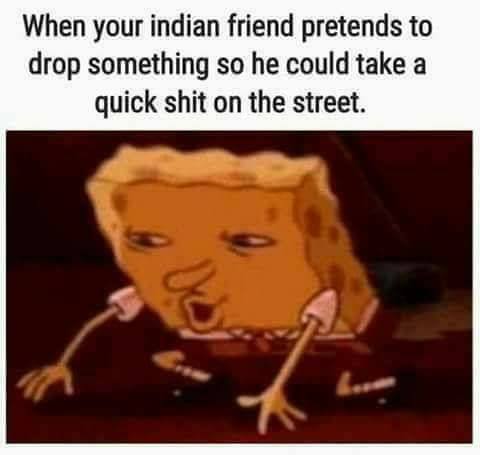 When your indian friend pretends to
drop something so he could take a
quick shit on the street.